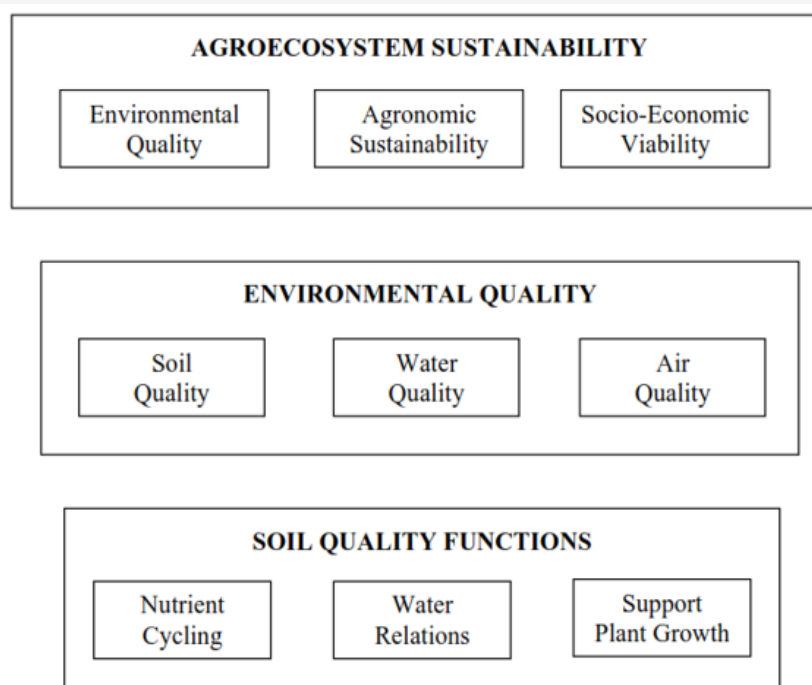 AGROECOSYSTEM SUSTAINABILITY
Environmental
Quality
Agronomic
Sustainability
Socio-Economic
Viability
ENVIRONMENTAL QUALITY
Soil
Quality
Water
Quality
Air
Quality
SOIL QUALITY FUNCTIONS
Nutrient
Cycling
Water
Relations
Support
Plant Growth